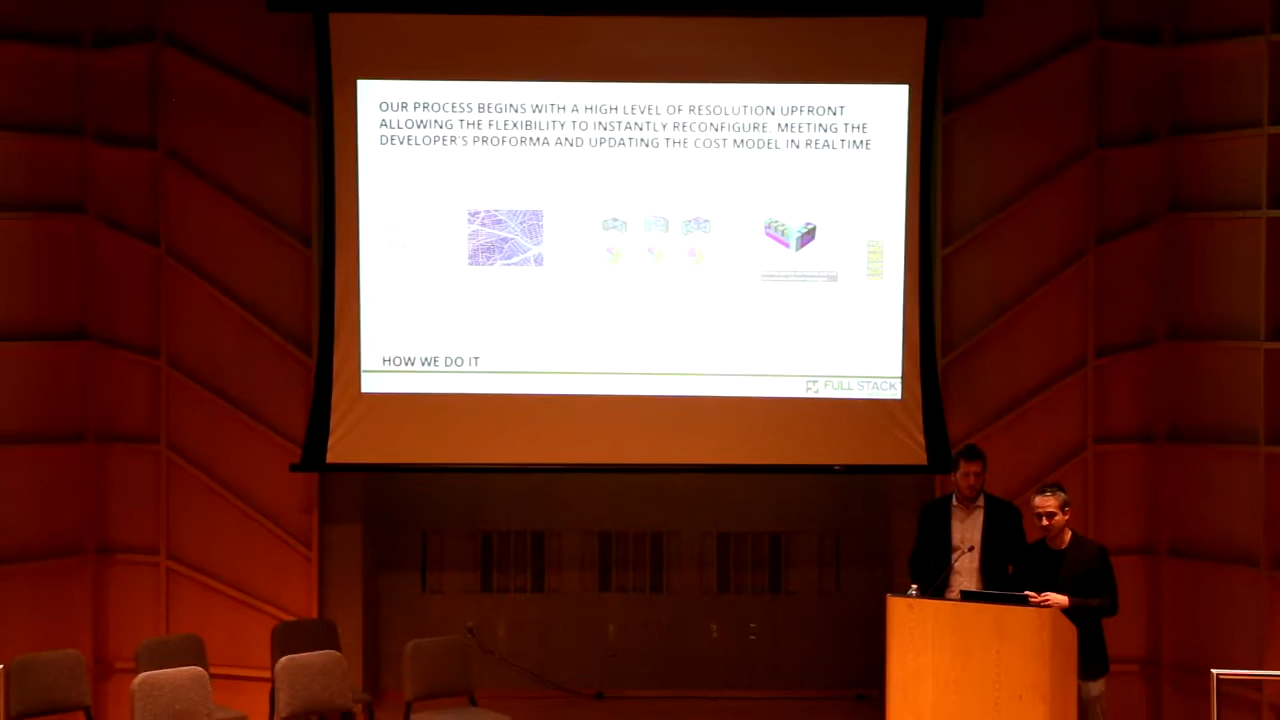 OUR PROCESS BEGINS WITH A HIGH LEVEL OF RESOLUTION UPFRONT
ALLOWING THE FLEXIBILITY TO INSTANTLY RECONFIGURE. MEETING THE
DEVELOPER'S PROFORMA AND UPDATING THE COST MODEL IN REALTIME
HOW WE DO IT
FS FULL STACK